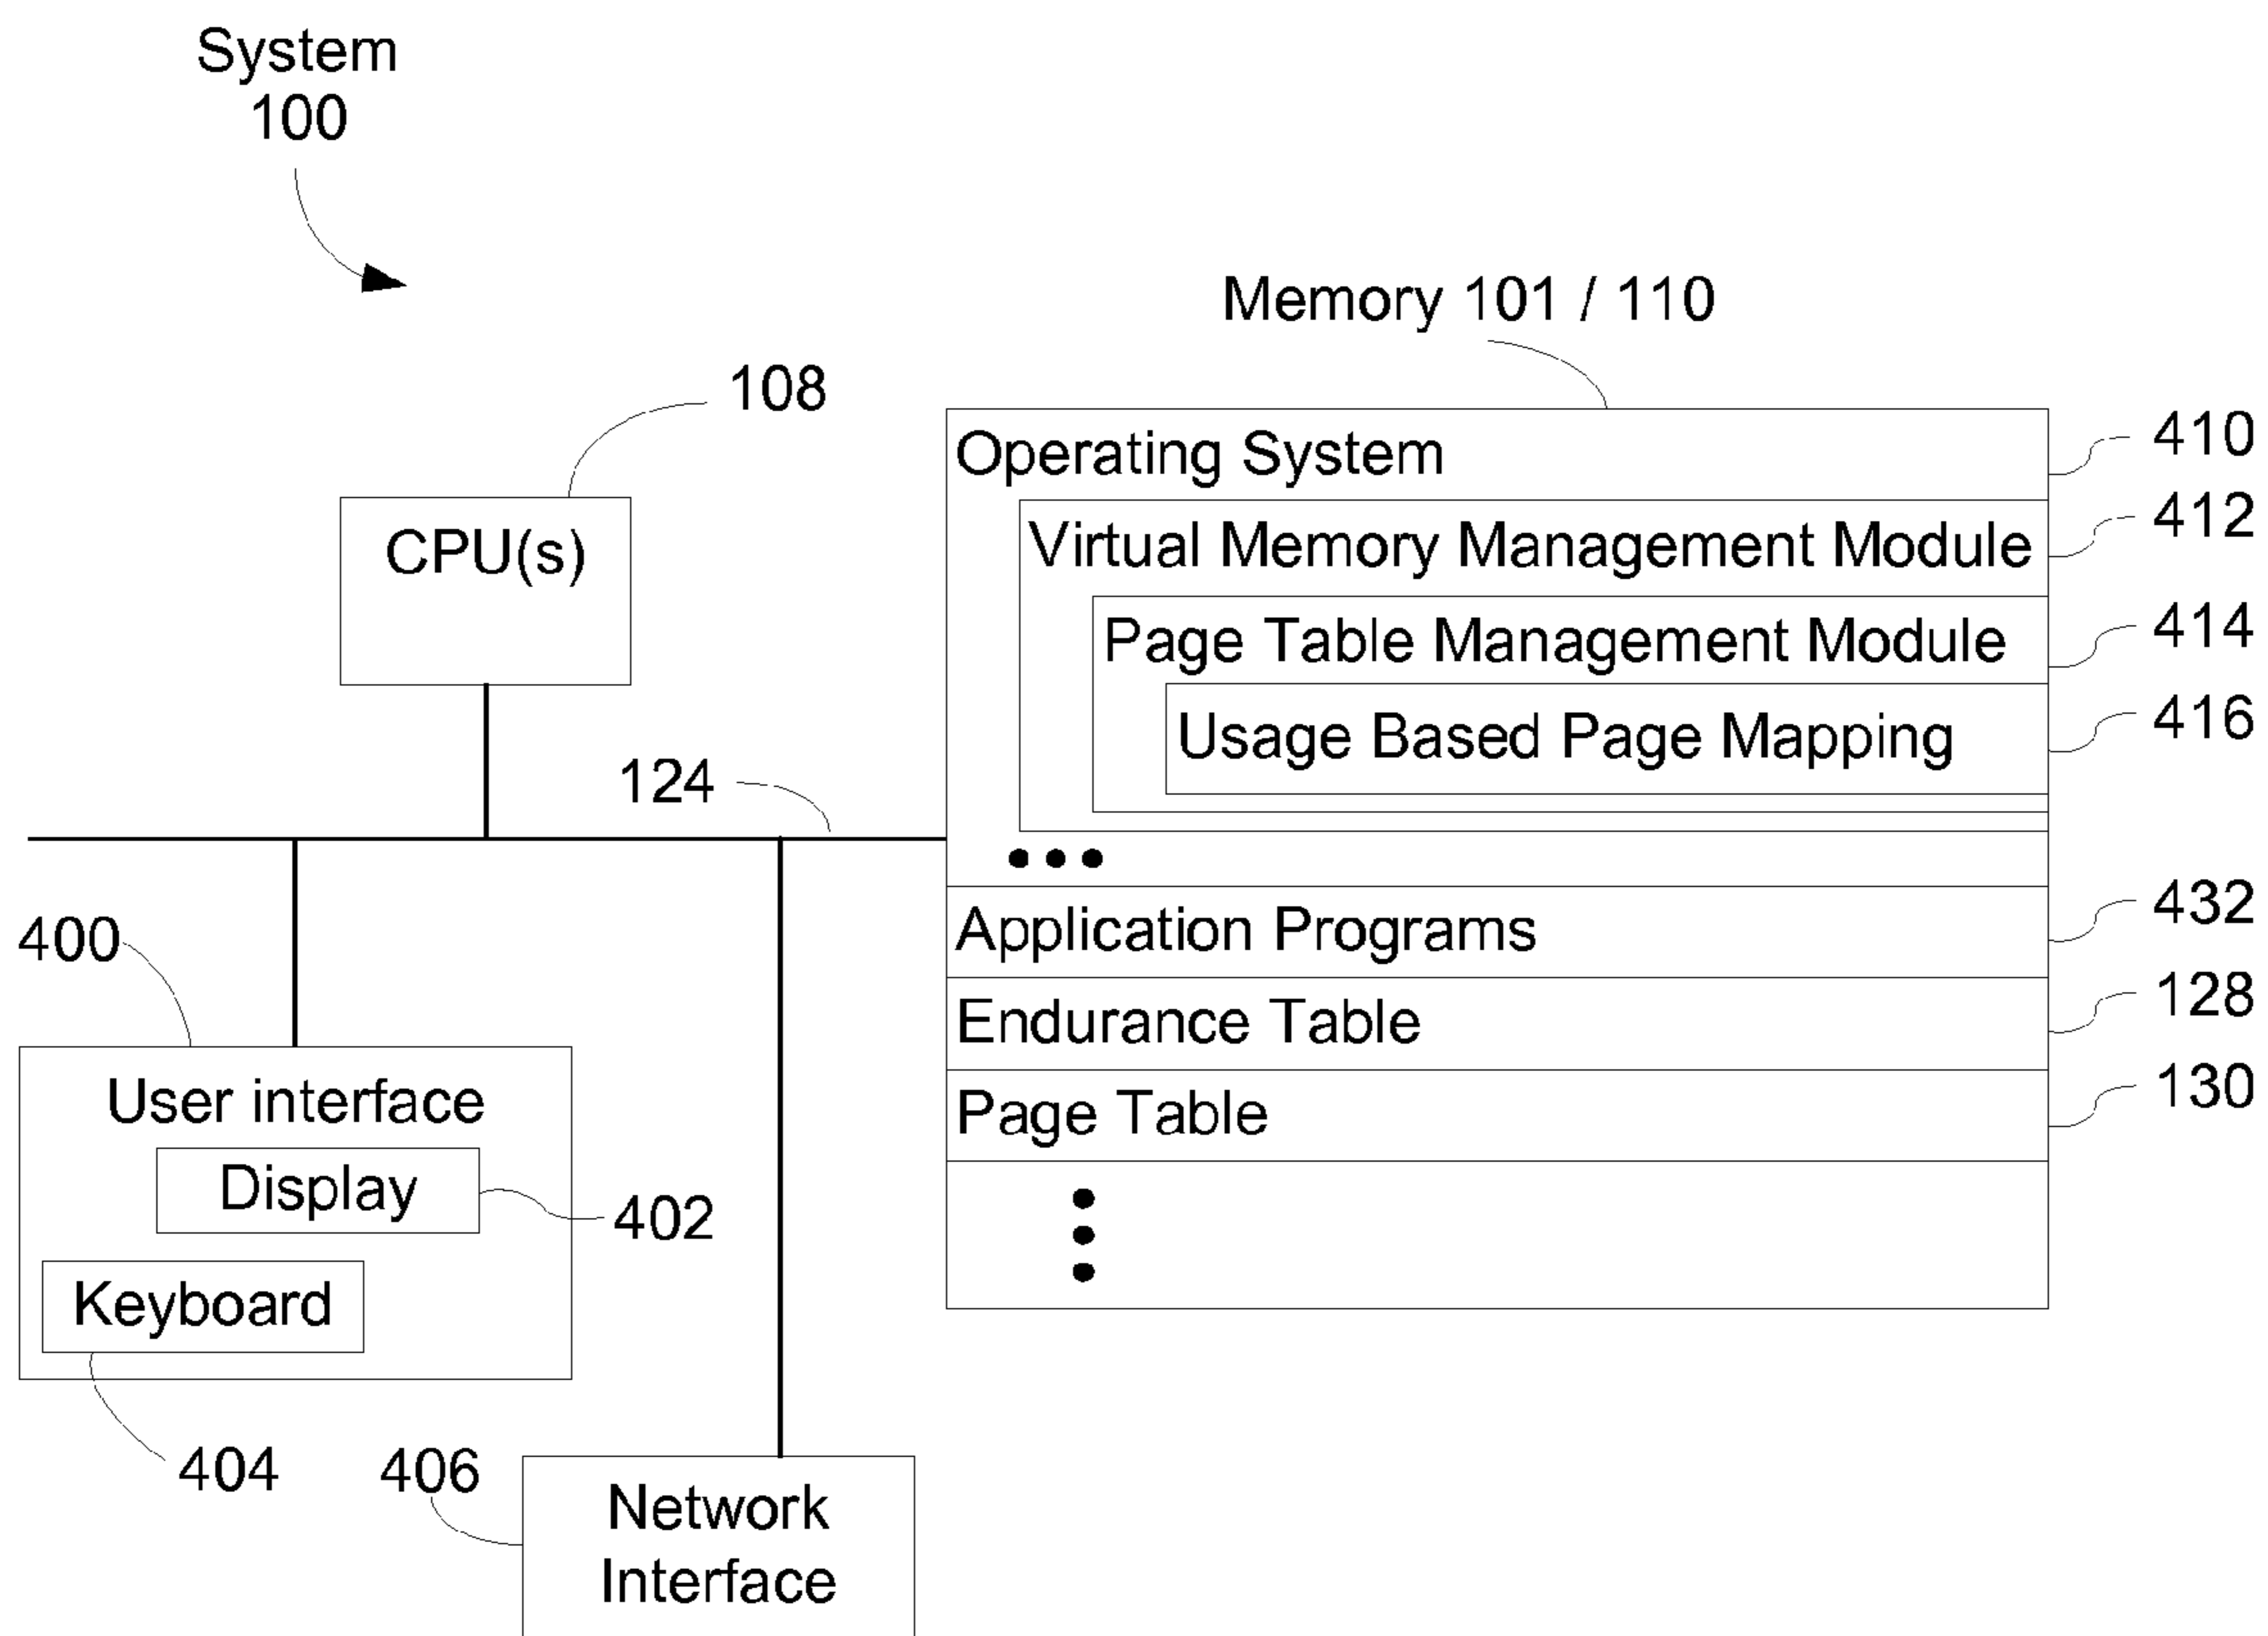 System
100
Memory 101 / 110
108
CPU(s)
Operating System
410
Virtual Memory Management Module
412
Page Table Management Module
414
Usage Based Page Mapping
416
124
Application Programs
432
Endurance Table
128
Page Table
130
400
User interface
Display
402
Keyboard
404
406
Network
Interface